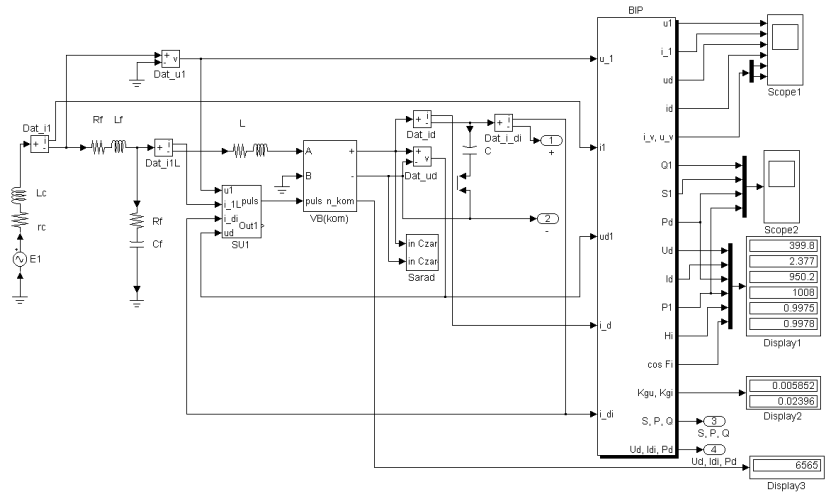 BIP
u_1
i1
ud1
i_d
i_di
u1
i_1
ud
id
i_v, u_v
Q1
S1
Pd
Ud
Id
P1
Hi
cos Fi
Kgu, Kgi
S, P, Q
Ud, Idi, Pd
Scope1
Scope2
399.8
2.377
950.2
1008
0.9975
0.9978
Display1
0.005852
0.02396
Display2
3
S, P, Q
4
Ud, Idi, Pd
6565
Display3
+
-
v
Dat_u1
Dat_i1
+
i
-
Rf
Lf
+
i
-
Dat_i1L
L
Lc
rc
+
E1
Rf
Cf
u1
i_1L
i_di
ud
puls
Out1
SU1
A
B
puls
+
-
n_kom
VB(kom)
+
i
-
Dat_id
+
-
v
Dat_ud
C
+
i
-
Dat_i_di
1
+
2
-
in Czar
in Czar
Sarad